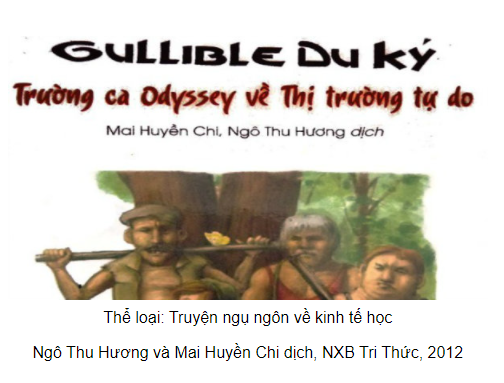 GULLIBLE DU KÝ
Trường ca Odyssey về Thị trường tự do
Mai Huyền Chi, Ngô Thu Hương dịch
Thể loại: Truyện ngụ ngôn về kinh tế học
Ngô Thu Hương và Mai Huyền Chi dịch, NXB Tri Thức, 2012